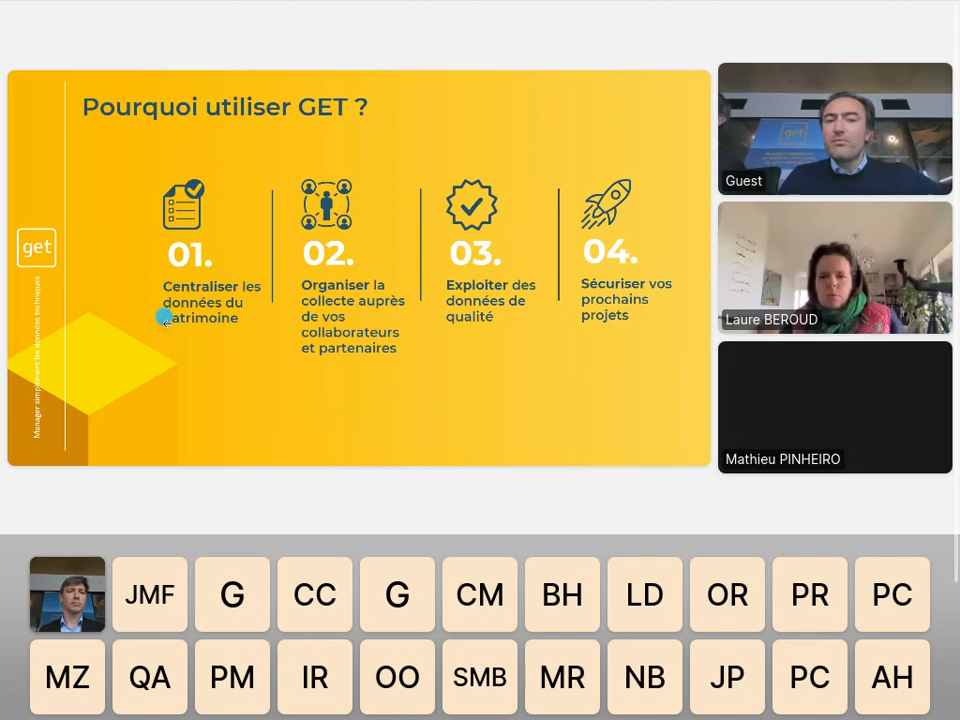 Pourquoi utiliser GET ?
get
Manager simplement les données techniques
01.
Centraliser les
données du
patrimoine
02.
Organiser la
collecte auprès
de vos
collaborateurs
et partenaires
03.
Exploiter des
données de
qualité
04.
Sécuriser vos
prochains
projets
get
Guest
Laure BEROUD
Mathieu PINHEIRO
JMF
G
CC
G
CM
BH
LD
OR
PR
PC
MZ
QA
PM
IR
OO
SMB
MR
NB
JP
PC
AH